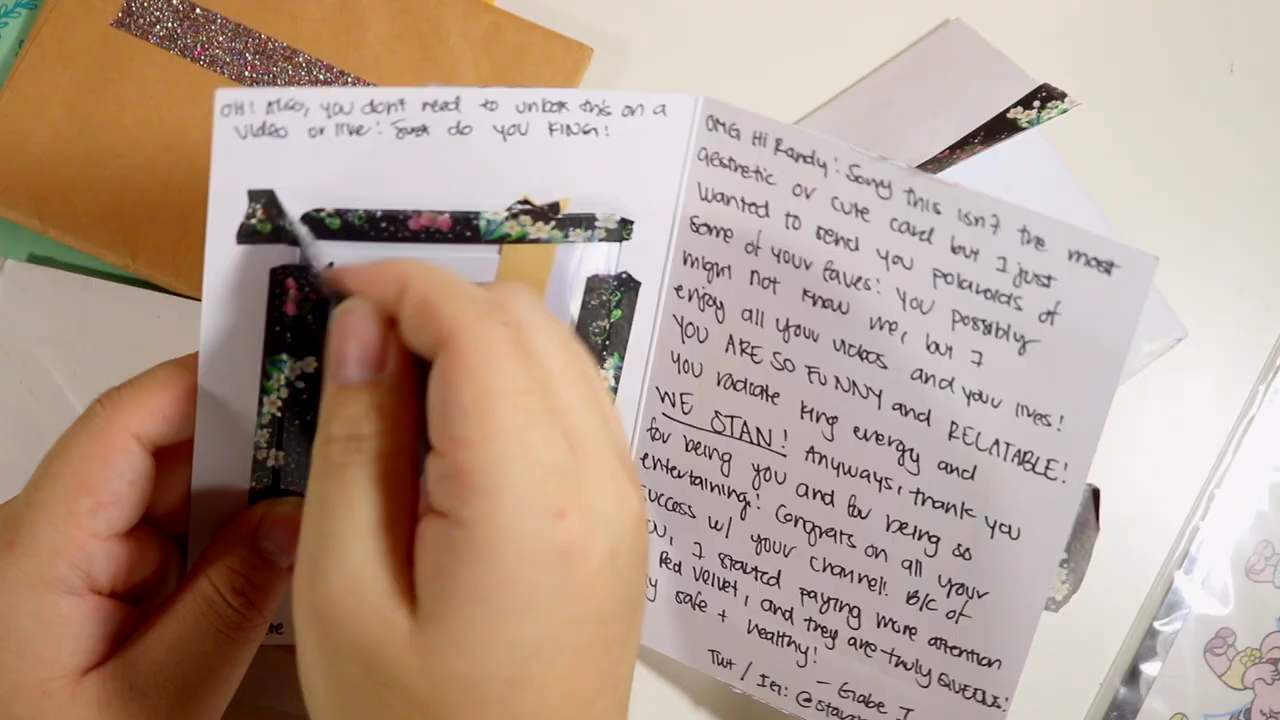 OH! Also, you don't need to unbox this on a
video or live! Just do you KING!
OMG Hi Randy! Sorry this isn't the most
aesthetic or cute card but I just
wanted to send you polaroids of
some of your faves! You possibly
might not know me, but I
enjoy all your videos and your lives!
YOU ARE SO FUNNY and RELATABLE!
You radiate king energy and
WE STAN! Anyways, thank you
for being you and for being so
entertaining! Congrats on all your
success w/ your channel! B/c of
I started paying more attention
Red Velvet, and they are truly QUEENS!
safe + healthy!
- Gabe J
Twt / IG: